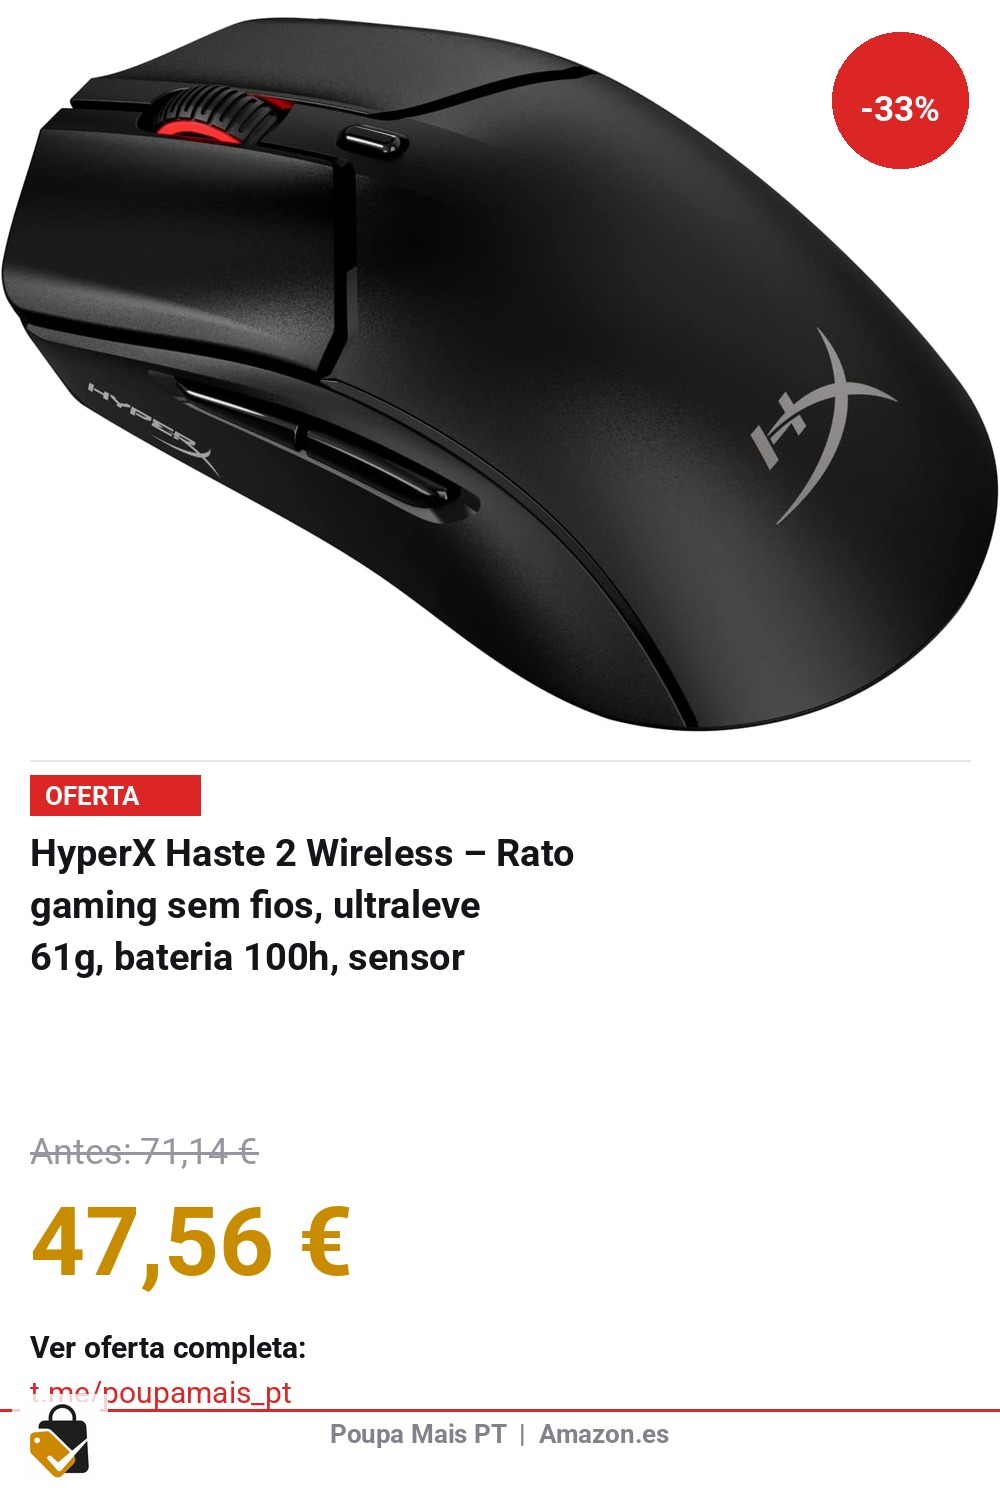 -33%
HYPERX
HX
OFERTA
HyperX Haste 2 Wireless – Rato
gaming sem fios, ultraleve
61g, bateria 100h, sensor
Antes: 71,14 €
47,56 €
Ver oferta completa:
t.me/poupamais_pt
Poupa Mais PT | Amazon.es